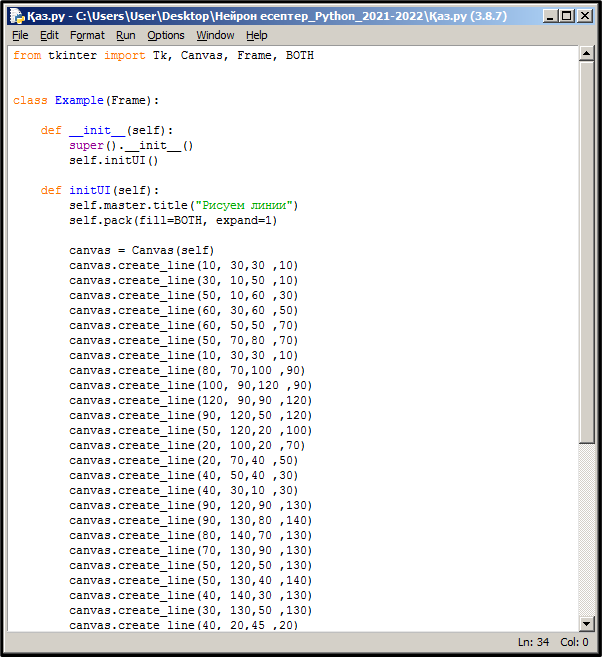 Қаз.py - C:\Users\User\Desktop\Нейрон есептер_Python_2021-2022\Қаз.py (3.8.7)
File Edit Format Run Options Window Help
from tkinter import Tk, Canvas, Frame, BOTH
class Example(Frame):
    def __init__(self):
        super().__init__()
        self.initUI()
    def initUI(self):
        self.master.title("Рисуем линии")
        self.pack(fill=BOTH, expand=1)
        canvas = Canvas(self)
        canvas.create_line(10, 30,30 ,10)
        canvas.create_line(30, 10,50 ,10)
        canvas.create_line(50, 10,60 ,30)
        canvas.create_line(60, 30,60 ,50)
        canvas.create_line(60, 50,50 ,70)
        canvas.create_line(50, 70,80 ,70)
        canvas.create_line(10, 30,30 ,10)
        canvas.create_line(80, 70,100 ,90)
        canvas.create_line(100, 90,120 ,90)
        canvas.create_line(120, 90,90 ,120)
        canvas.create_line(90, 120,50 ,120)
        canvas.create_line(50, 120,20 ,100)
        canvas.create_line(20, 100,20 ,70)
        canvas.create_line(20, 70,40 ,50)
        canvas.create_line(40, 50,40 ,30)
        canvas.create_line(40, 30,10 ,30)
        canvas.create_line(90, 120,90 ,130)
        canvas.create_line(90, 130,80 ,140)
        canvas.create_line(80, 140,70 ,130)
        canvas.create_line(70, 130,90 ,130)
        canvas.create_line(50, 120,50 ,130)
        canvas.create_line(50, 130,40 ,140)
        canvas.create_line(40, 140,30 ,130)
        canvas.create_line(30, 130,50 ,130)
        canvas.create_line(40, 20,45 ,20)
Ln: 34 Col: 0